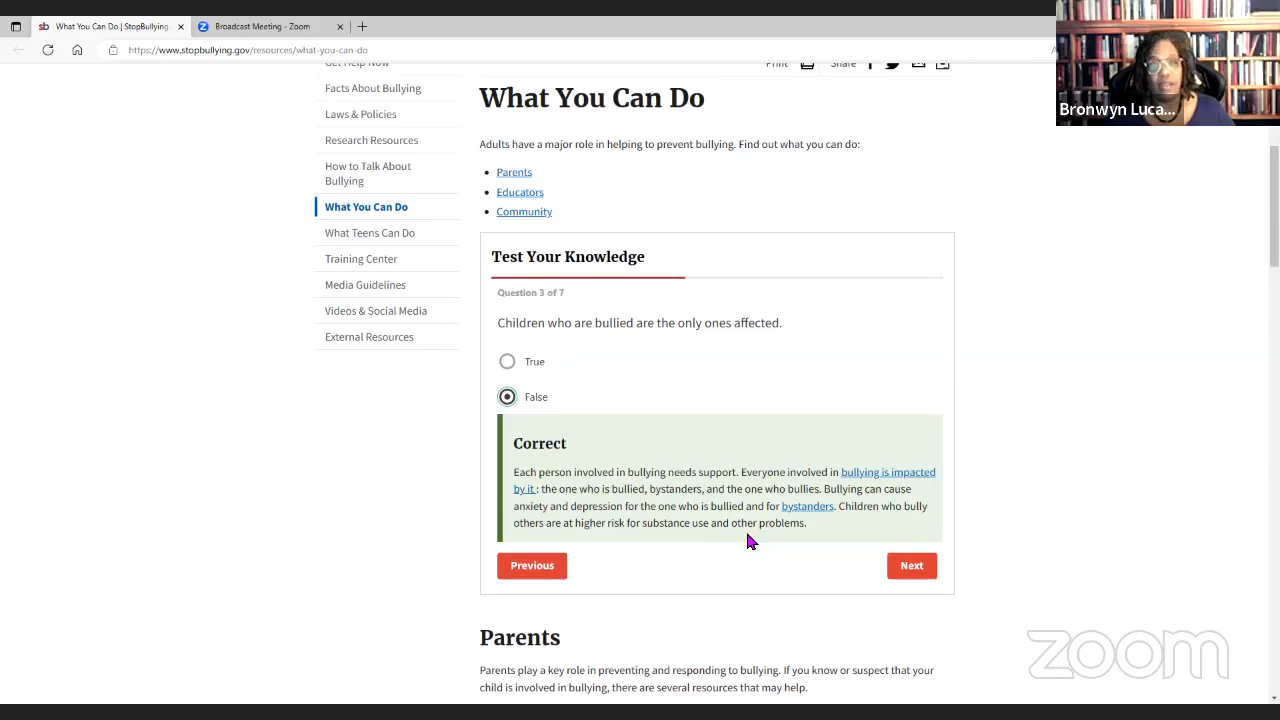 What You Can Do | StopBullying.
Broadcast Meeting - Zoom
https://www.stopbullying.gov/resources/what-you-can-do
Bronwyn Luca...
Get Help Now
Facts About Bullying
Laws & Policies
Research Resources
How to Talk About
Bullying
What You Can Do
What Teens Can Do
Training Center
Media Guidelines
Videos & Social Media
External Resources
Print
Share
What You Can Do
Adults have a major role in helping to prevent bullying. Find out what you can do:
Parents
Educators
Community
Test Your Knowledge
Question 3 of 7
Children who are bullied are the only ones affected.
True
False
Correct
Each person involved in bullying needs support. Everyone involved in bullying is impacted
by it : the one who is bullied, bystanders, and the one who bullies. Bullying can cause
anxiety and depression for the one who is bullied and for bystanders. Children who bully
others are at higher risk for substance use and other problems.
Previous
Next
Parents
Parents play a key role in preventing and responding to bullying. If you know or suspect that your
child is involved in bullying, there are several resources that may help.
zoom